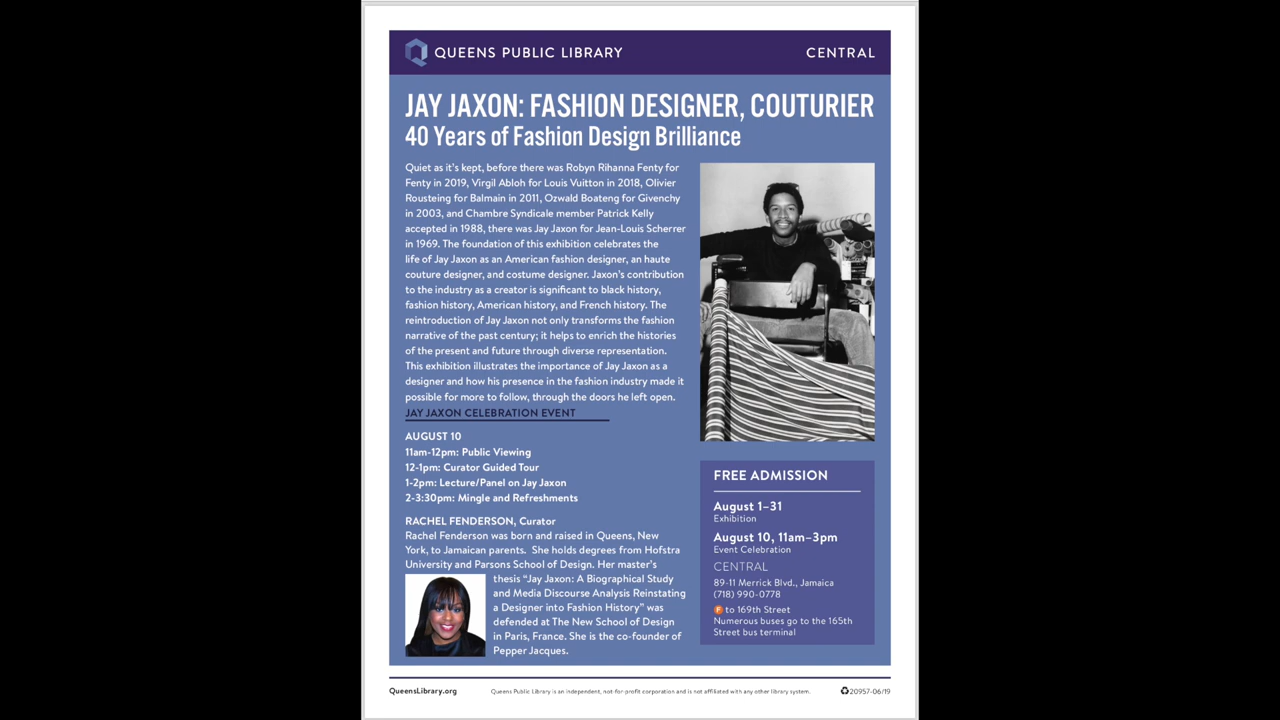 QUEENS PUBLIC LIBRARY
CENTRAL
JAY JAXON: FASHION DESIGNER, COUTURIER
40 Years of Fashion Design Brilliance
Quiet as it's kept, before there was Robyn Rihanna Fenty for
Fenty in 2019, Virgil Abloh for Louis Vuitton in 2018, Olivier
Rousteing for Balmain in 2011, Ozwald Boateng for Givenchy
in 2003, and Chambre Syndicale member Patrick Kelly
accepted in 1988, there was Jay Jaxon for Jean-Louis Scherrer
in 1969. The foundation of this exhibition celebrates the
life of Jay Jaxon as an American fashion designer, an haute
couture designer, and costume designer. Jaxon's contribution
to the industry as a creator is significant to black history,
fashion history, American history, and French history. The
reintroduction of Jay Jaxon not only transforms the fashion
narrative of the past century; it helps to enrich the histories
of the present and future through diverse representation.
This exhibition illustrates the importance of Jay Jaxon as a
designer and how his presence in the fashion industry made it
possible for more to follow, through the doors he left open.
JAY JAXON CELEBRATION EVENT
AUGUST 10
11am-12pm: Public Viewing
12-1pm: Curator Guided Tour
1-2pm: Lecture/Panel on Jay Jaxon
2-3:30pm: Mingle and Refreshments
RACHEL FENDERSON, Curator
Rachel Fenderson was born and raised in Queens, New
York, to Jamaican parents. She holds degrees from Hofstra
University and Parsons School of Design. Her master's
thesis "Jay Jaxon: A Biographical Study
and Media Discourse Analysis Reinstating
a Designer into Fashion History" was
defended at The New School of Design
in Paris, France. She is the co-founder of
Pepper Jacques.
FREE ADMISSION
August 1–31
Exhibition
August 10, 11am–3pm
Event Celebration
CENTRAL
89-11 Merrick Blvd., Jamaica
(718) 990-0778
F to 169th Street
Numerous buses go to the 165th
Street bus terminal
QueensLibrary.org
Queens Public Library is an independent, not-for-profit corporation and is not affiliated with any other library system.
20957-06/19